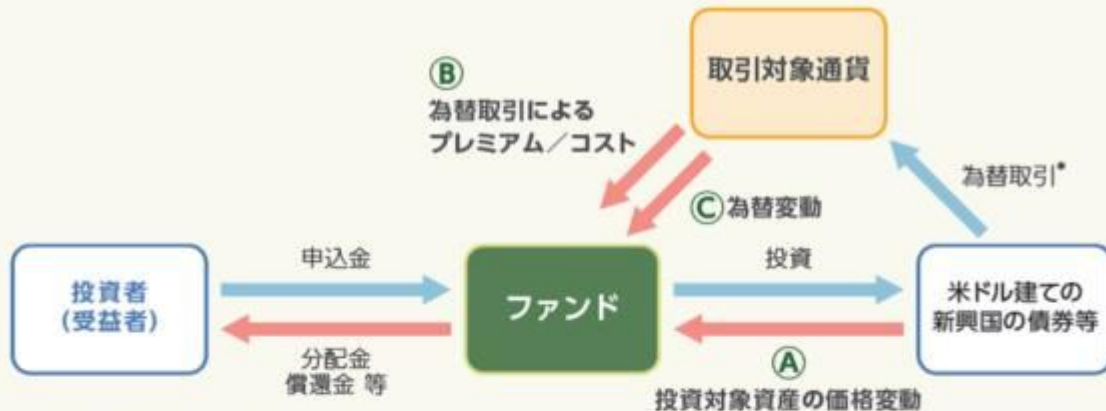 取引対象通貨
Ⓑ
為替取引による
プレミアム／コスト
為替取引*
Ⓒ為替変動
申込金
投資
投資者
(受益者)
ファンド
米ドル建ての
新興国の債券等
分配金
償還金 等
Ⓐ
投資対象資産の価格変動